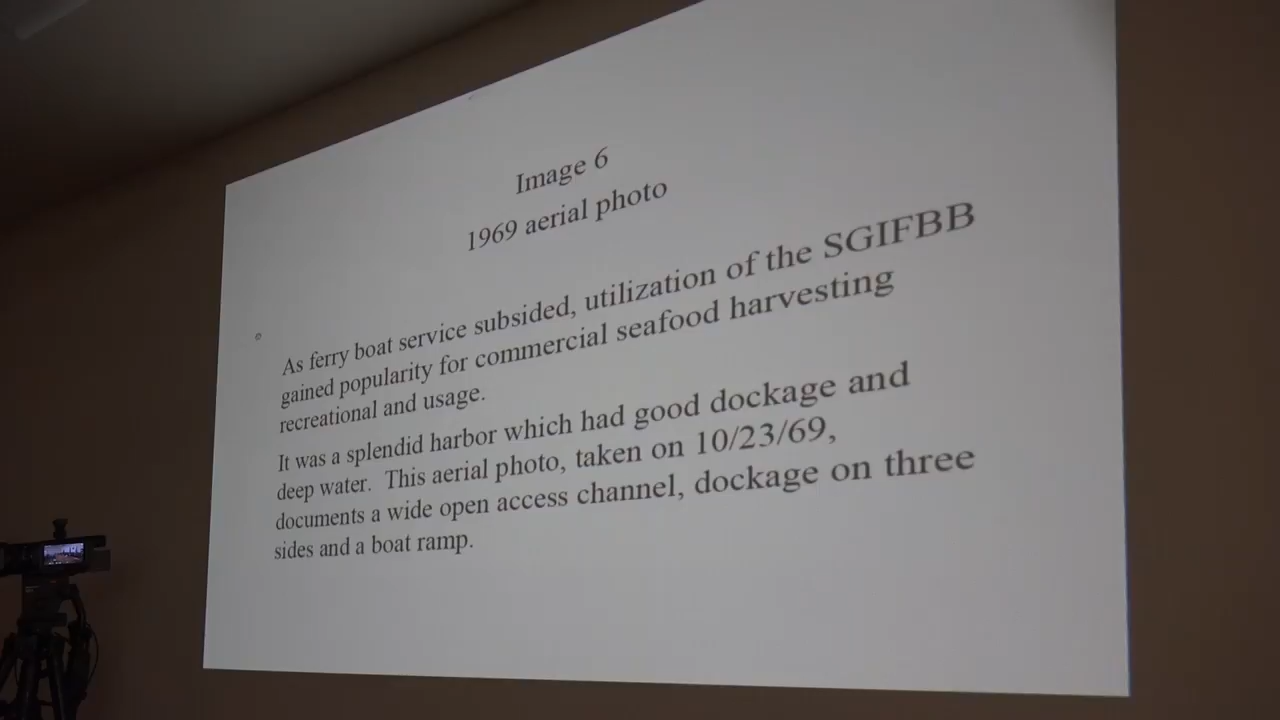 Image 6
1969 aerial photo
As ferry boat service subsided, utilization of the SGIFBB
gained popularity for commercial seafood harvesting
recreational and usage.
It was a splendid harbor which had good dockage and
deep water. This aerial photo, taken on 10/23/69,
documents a wide open access channel, dockage on three
sides and a boat ramp.